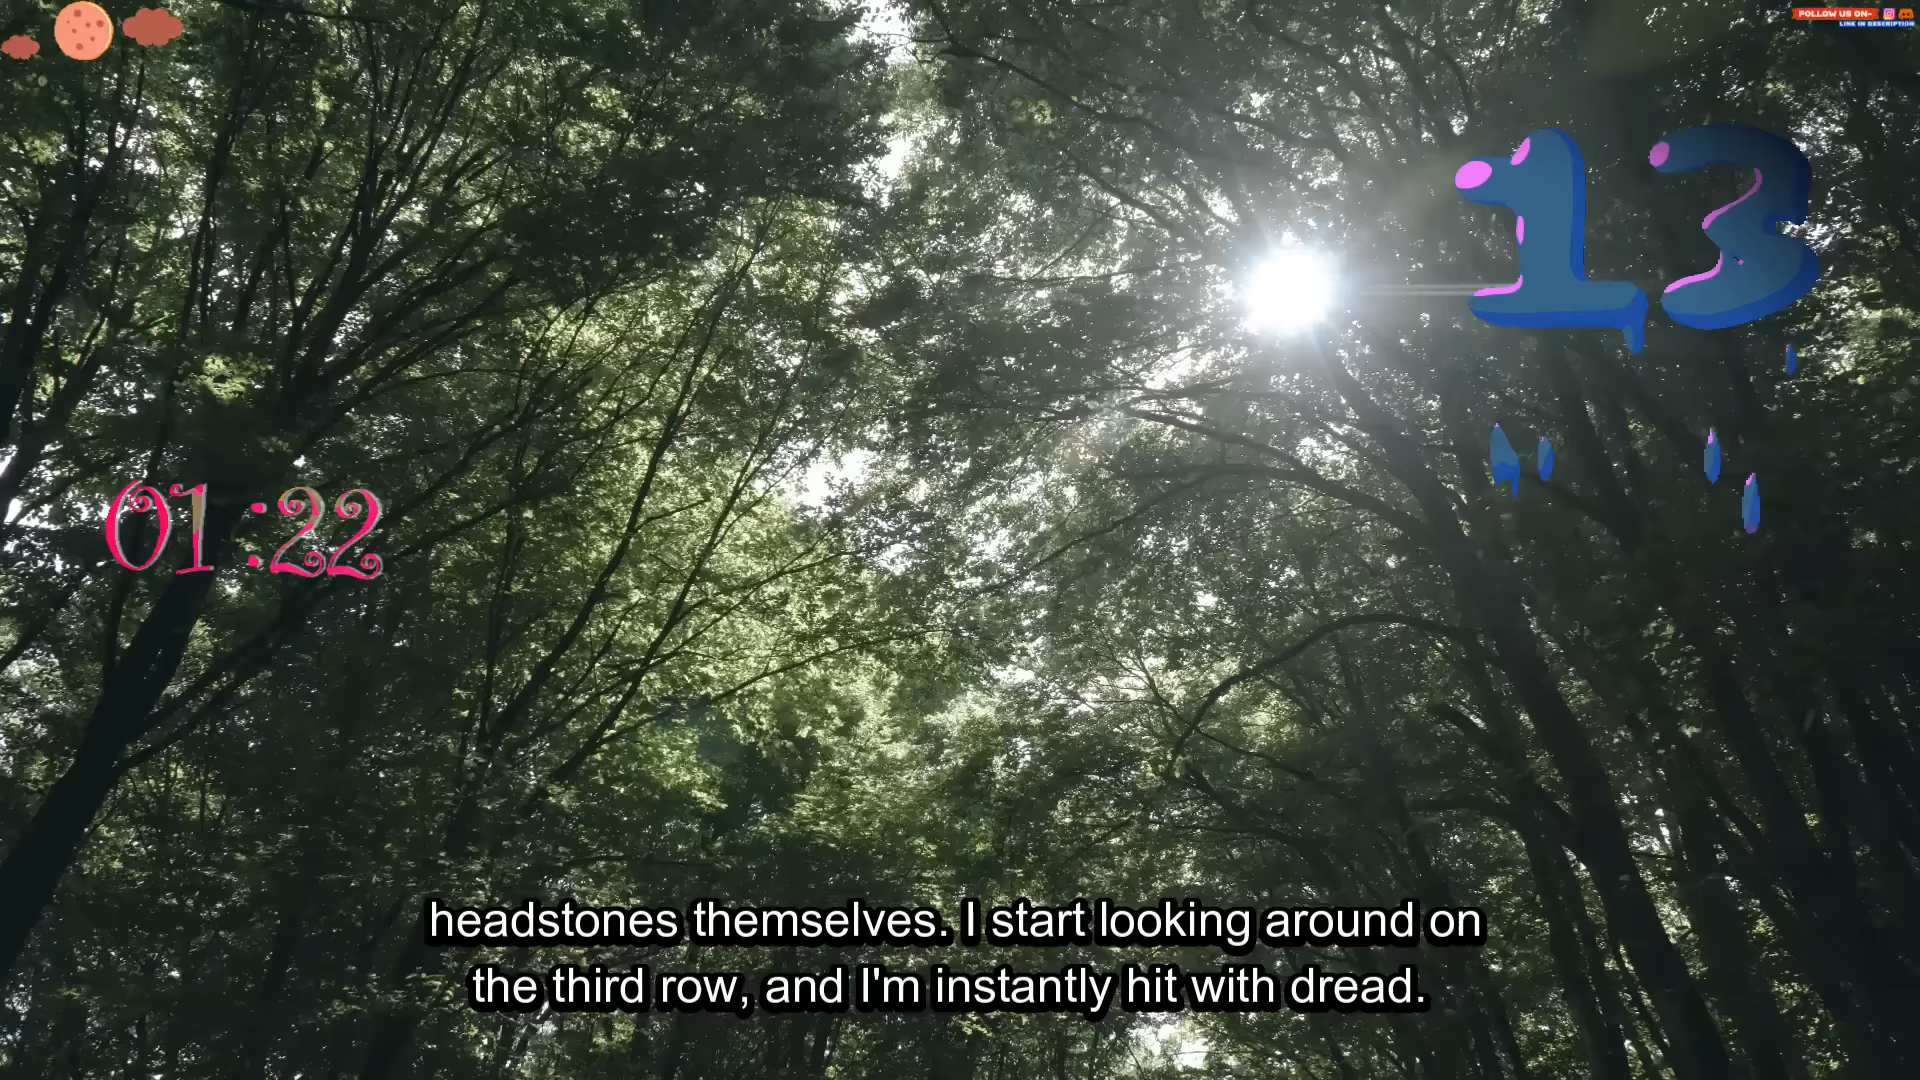 FOLLOW US ON-
LINK IN DESCRIPTION
13
01:22
headstones themselves. I start looking around on
the third row, and I'm instantly hit with dread.